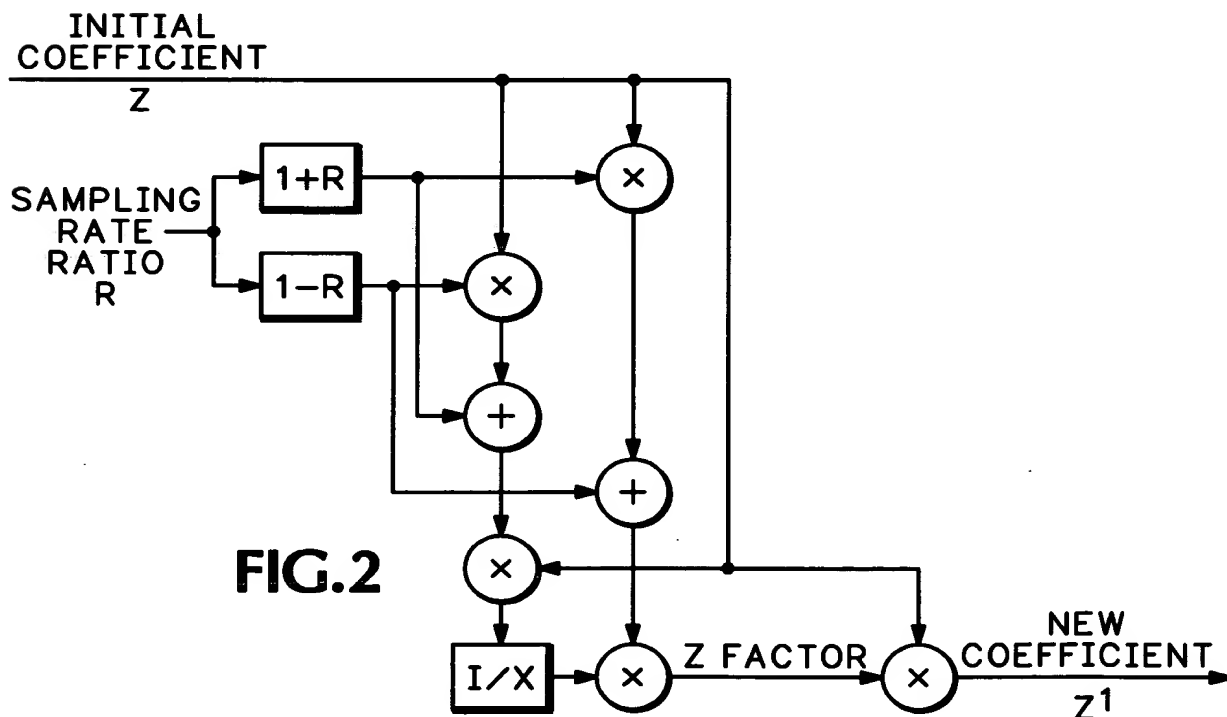 INITIAL
COEFFICIENT
Z
1+R
×
SAMPLING
RATE
RATIO
R
1−R
×
+
+
FIG.2
×
I/X
×
Z FACTOR
×
NEW
COEFFICIENT
Z1